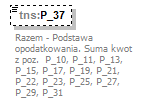 tns:P_37
Razem - Podstawa
opodatkowania. Suma kwot
z poz.  P_10, P_11, P_13,
P_15, P_17, P_19, P_21,
P_22, P_23, P_25, P_27,
P_29, P_31